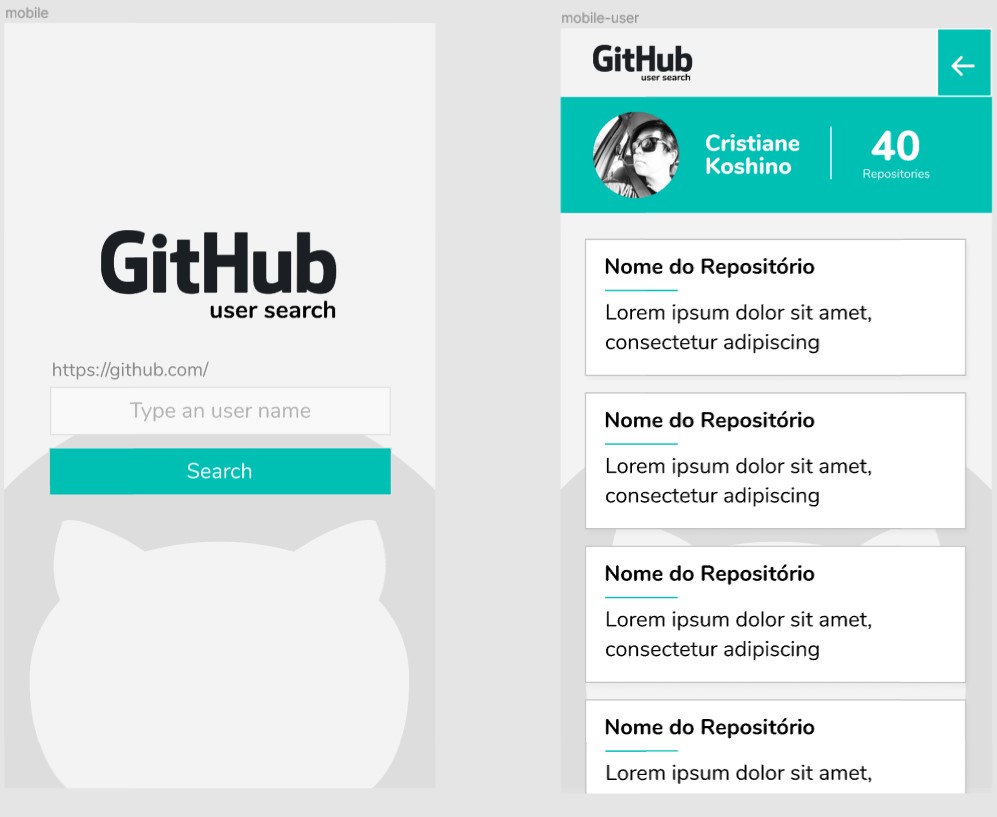 mobile
GitHub
user search
https://github.com/
Type an user name
Search
mobile-user
GitHub
user search
Cristiane
Koshino
40
Repositories
Nome do Repositório
Lorem ipsum dolor sit amet,
consectetur adipiscing
Nome do Repositório
Lorem ipsum dolor sit amet,
consectetur adipiscing
Nome do Repositório
Lorem ipsum dolor sit amet,
consectetur adipiscing
Nome do Repositório
Lorem ipsum dolor sit amet,